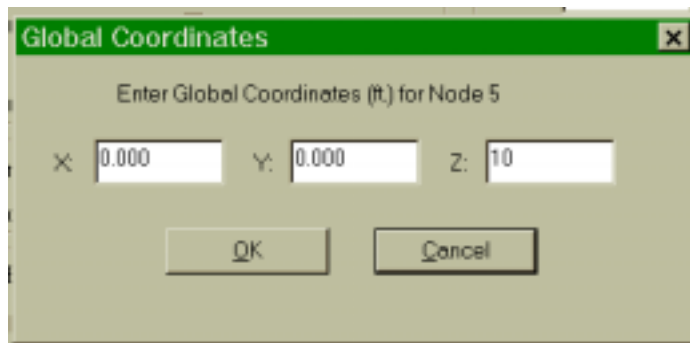 Global Coordinates
Enter Global Coordinates (ft.) for Node 5
X: 0.000 Y: 0.000 Z: 10
OK Cancel